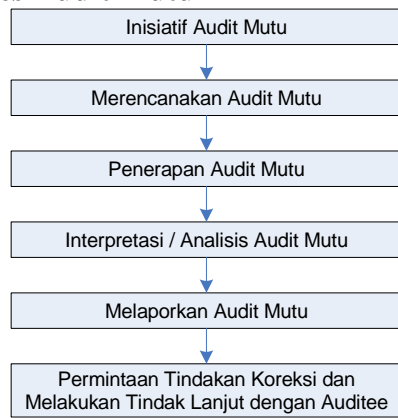 Inisiatif Audit Mutu
Merencanakan Audit Mutu
Penerapan Audit Mutu
Interpretasi / Analisis Audit Mutu
Melaporkan Audit Mutu
Permintaan Tindakan Koreksi dan
Melakukan Tindak Lanjut dengan Auditee